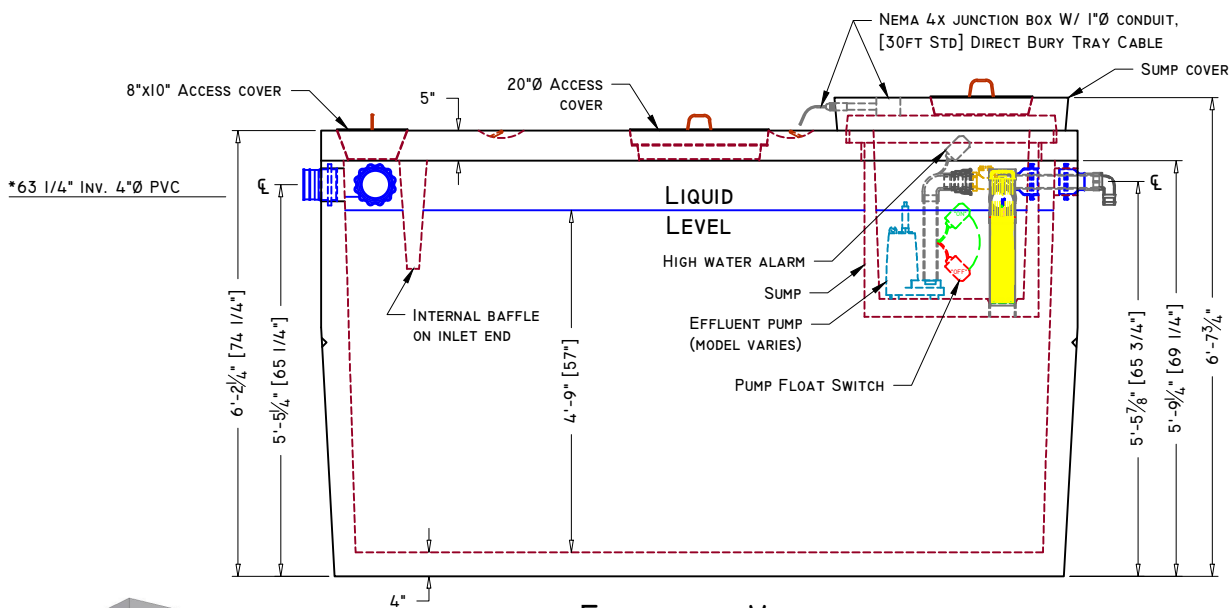 Nema 4x junction box W/ 1"Ø conduit,
[30ft Std] Direct Bury Tray Cable
Sump cover
8"x10" Access cover
5"
20"Ø Access
cover
*63 1/4" Inv. 4"Ø PVC
℄
℄
Liquid
Level
"ON"
"OFF"
High water alarm
Sump
Internal baffle
on inlet end
Effluent pump
(model varies)
Pump Float Switch
6'-2¼" [74 1/4"]
5'-5¼" [65 1/4"]
4'-9" [57"]
5'-5⅞" [65 3/4"]
5'-9¼" [69 1/4"]
6'-7¾"
4"